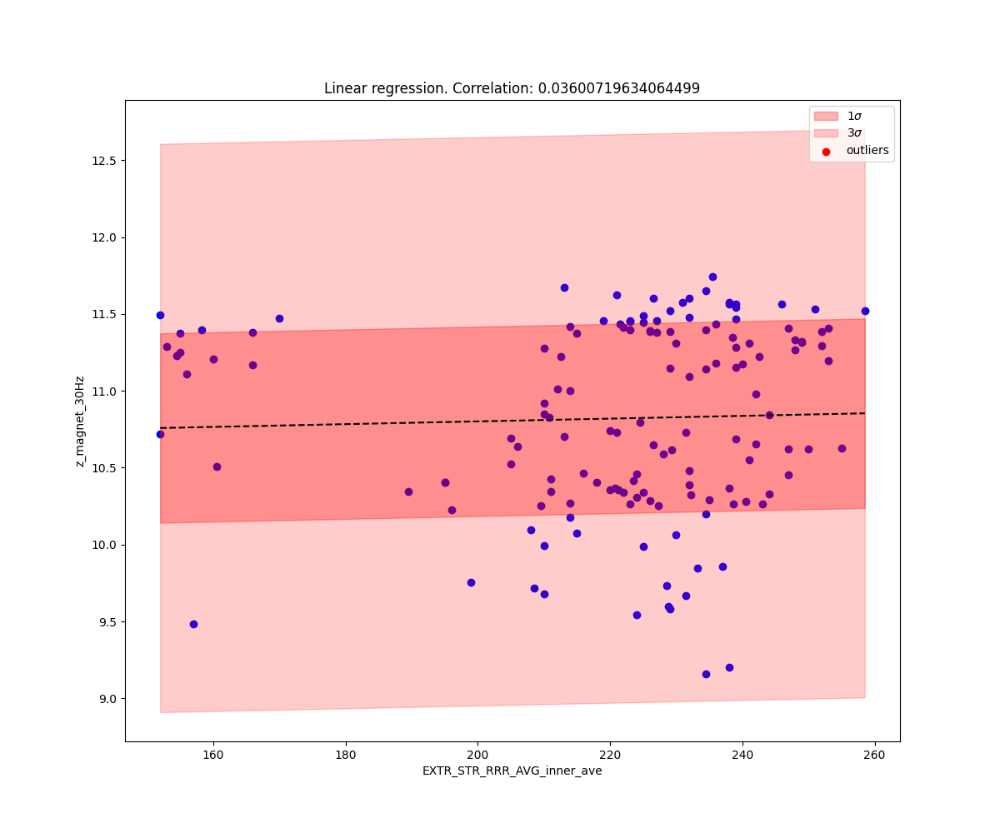 Linear regression. Correlation: 0.03600719634064499
1σ
3σ
outliers
12.5
12.0
11.5
11.0
10.5
10.0
9.5
9.0
z_magnet_30Hz
160 180 200 220 240 260
EXTR_STR_RRR_AVG_inner_ave